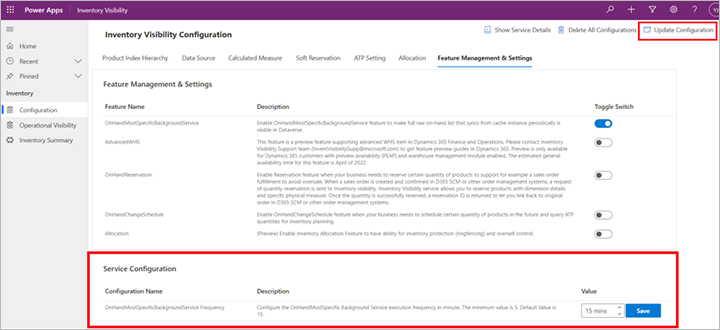 Power Apps
Show Service Details
Delete All Configurations
Update Configuration
Home
Recent
Pinned
Inventory
Configuration
Operational Visibility
Inventory Summary
Inventory Visibility Configuration
Product Index Hierarchy Data Source Calculated Measure Soft Reservation ATP Setting Allocation Feature Management & Settings
Feature Management & Settings
Feature Name Description Toggle Switch
OnHandMostSpecificBackgroundService
Enable OnHandMostSpecificBackgroundService feature to make full raw on-hand list that syncs from cache instance periodically is
visible in Dataverse.
AdvancedWHS
This feature is a preview feature supporting advanced WHS item in Dynamics 365 Finance and Operations. Please contact Inventory
Visibility Support team (InventVisibilitySupp@microsoft.com) to get feature preview guides in Dynamics 365. Preview is only available
for Dynamics 365 customers with preview availability (PEAP) and warehouse management module enabled. The estimated general
availability time for this feature is April of 2022.
OnHandReservation
Enable Reservation feature when your business needs to reserve certain quantity of products to support for example a sales order
fulfillment to avoid oversale. When a sales order is created and confirmed in D365 SCM or other order management systems, a request
of quantity reservation is sent to Inventory visibility. Inventory Visibility service allows you to reserve products with dimension details
and specific physical measure. Once the quantity is successfully reserved, a reservation ID is returned to let you link back to original
order in D365 SCM or other order management systems.
OnHandChangeSchedule
Enable OnHandChangeSchedule feature when your business needs to schedule certain quantity of products in the future and query ATP
quantities for inventory planning.
Allocation
(Preview) Enable Inventory Allocation Feature to have ability for inventory protection (ringfencing) and oversell control.
Service Configuration
Configuration Name Description Value
OnHandMostSpecificBackgroundService Frequency
Configure the OnHandMostSpecific Background Service execution frequency in minute. The minimum value is 5. Default Value is
15.
15 mins
Save